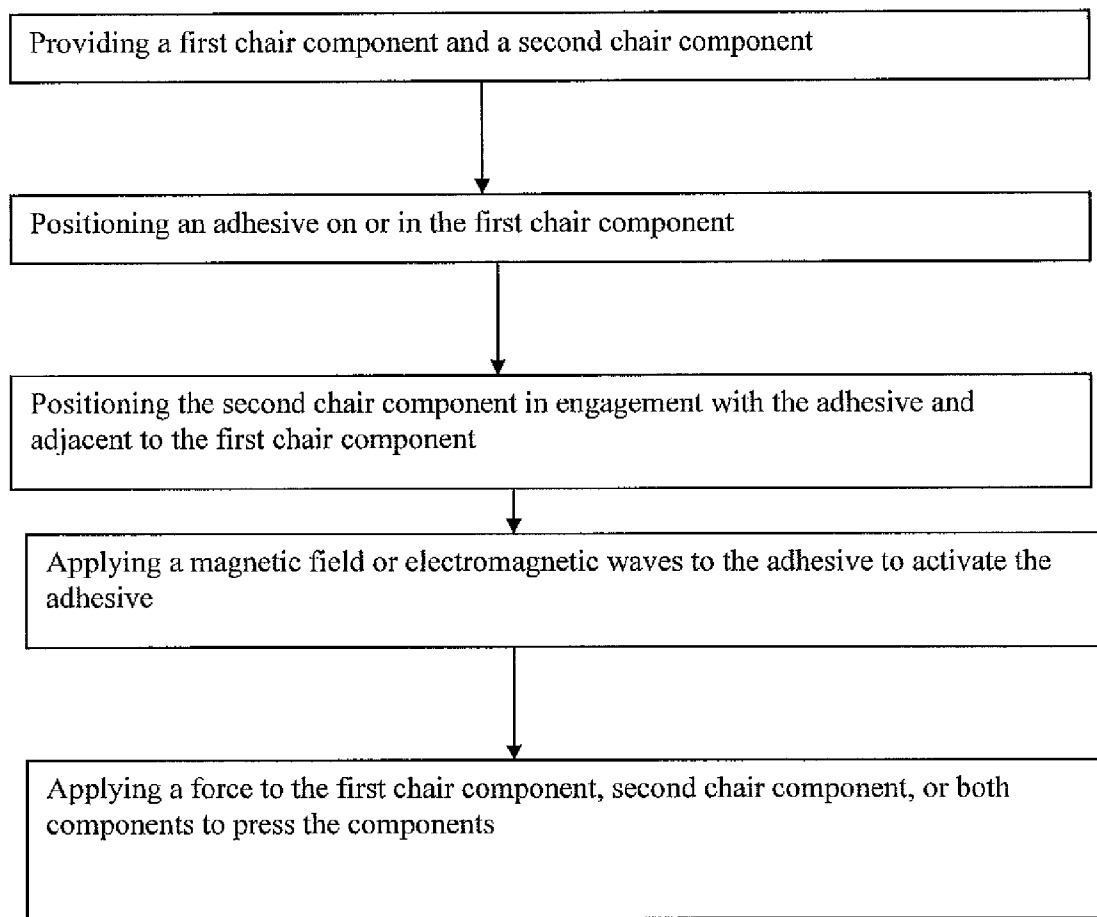 Providing a first chair component and a second chair component
Positioning an adhesive on or in the first chair component
Positioning the second chair component in engagement with the adhesive and
adjacent to the first chair component
Applying a magnetic field or electromagnetic waves to the adhesive to activate the
adhesive
Applying a force to the first chair component, second chair component, or both
components to press the components